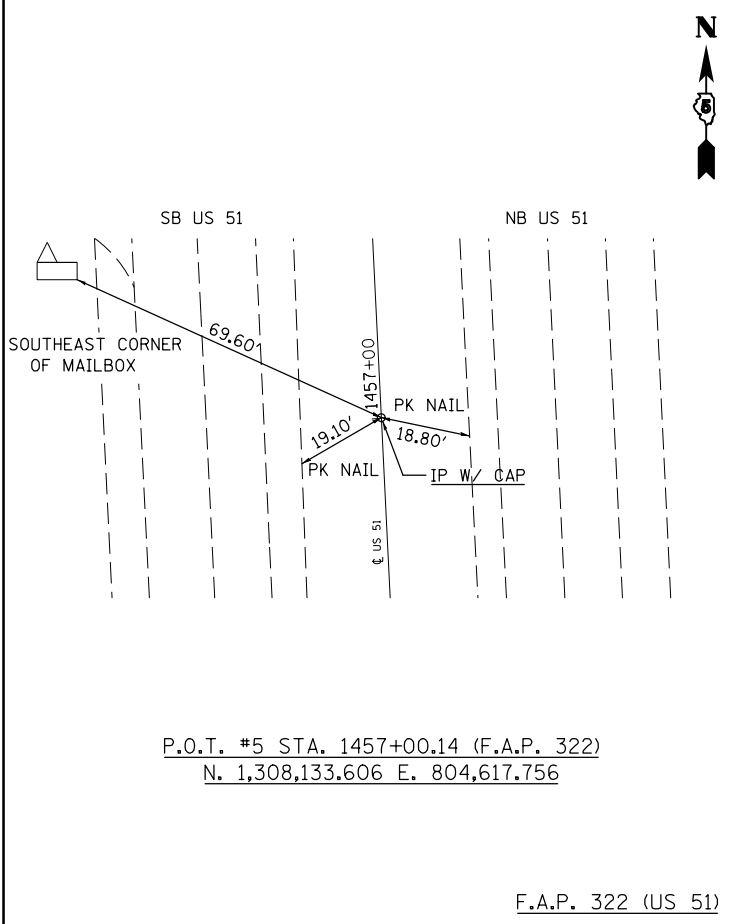 N
5
SB US 51
NB US 51
69.60'
SOUTHEAST CORNER
OF MAILBOX
1457+00
PK NAIL
19.10'
18.80'
PK NAIL
IP W/ CAP
℄ US 51
P.O.T. #5 STA. 1457+00.14 (F.A.P. 322)
N. 1,308,133.606 E. 804,617.756
F.A.P. 322 (US 51)